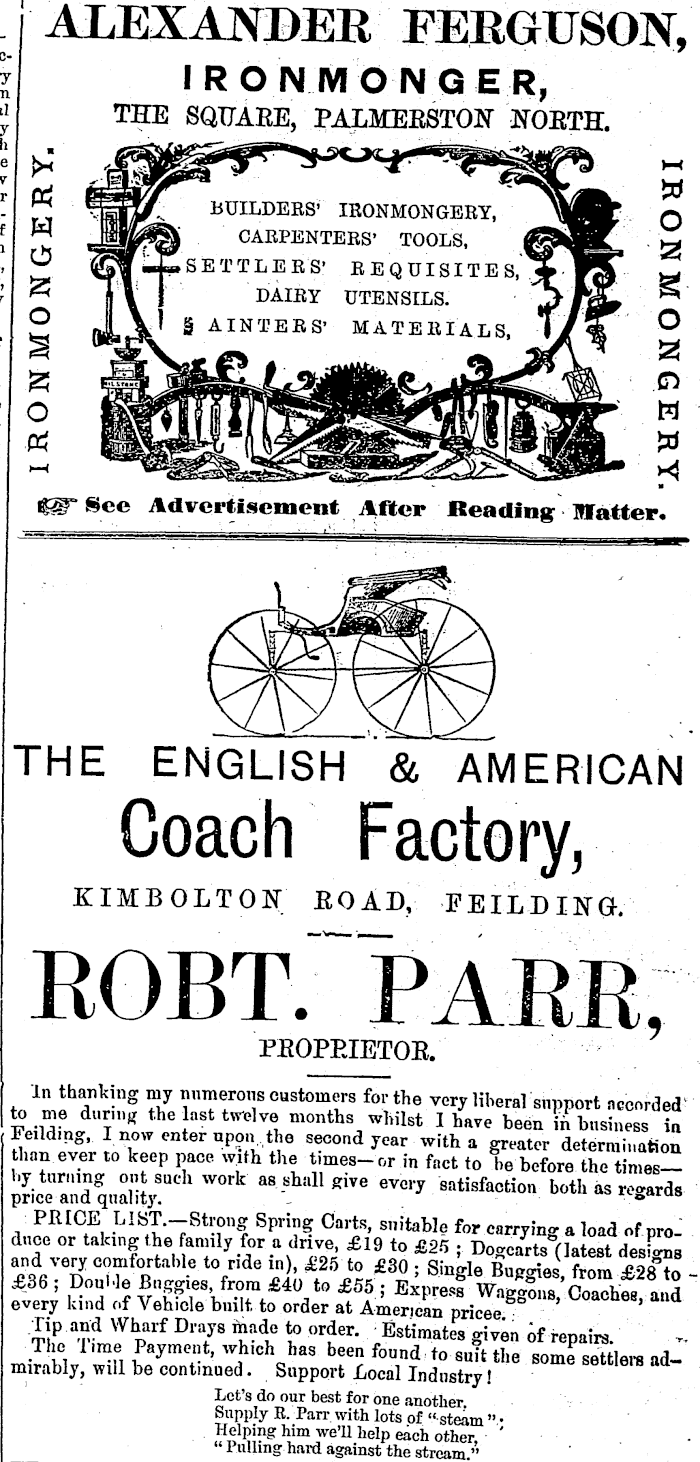 ALEXANDER FERGUSON,
IRONMONGER,
THE SQUARE, PALMERSTON NORTH.
IRONMONGERY.
BUILDERS' IRONMONGERY,
CARPENTERS' TOOLS,
SETTLERS' REQUISITES,
DAIRY UTENSILS.
AINTERS' MATERIALS,
IRONMONGERY.
☞ See Advertisement After Reading Matter.
THE ENGLISH & AMERICAN
Coach Factory,
KIMBOLTON ROAD, FEILDING.
ROBT. PARR,
PROPRIETOR.
In thanking my numerous customers for the very liberal support accorded
to me during the last twelve months whilst I have been in business in
Feilding, I now enter upon the second year with a greater determination
than ever to keep pace with the times—or in fact to be before the times—
by turning out such work as shall give every satisfaction both as regards
price and quality.
PRICE LIST.—Strong Spring Carts, suitable for carrying a load of pro-
duce or taking the family for a drive, £19 to £25 ; Dogcarts (latest designs
and very comfortable to ride in), £25 to £30 ; Single Buggies, from £28 to
£36 ; Double Buggies, from £40 to £55 ; Express Waggons, Coaches, and
every kind of Vehicle built to order at American pricee.
Tip and Wharf Drays made to order. Estimates given of repairs.
The Time Payment, which has been found to suit the some settlers ad-
mirably, will be continued. Support Local Industry!
Let's do our best for one another,
Supply R. Parr with lots of "steam";
Helping him we'll help each other,
"Pulling hard against the stream."